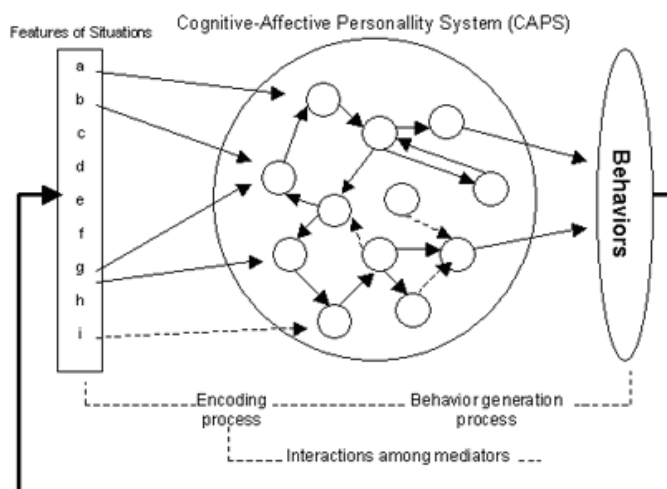 Cognitive-Affective Personallity System (CAPS)
Features of Situations
a
b
c
d
e
f
g
h
i
Behaviors
Encoding
process
Behavior generation
process
Interactions among mediators